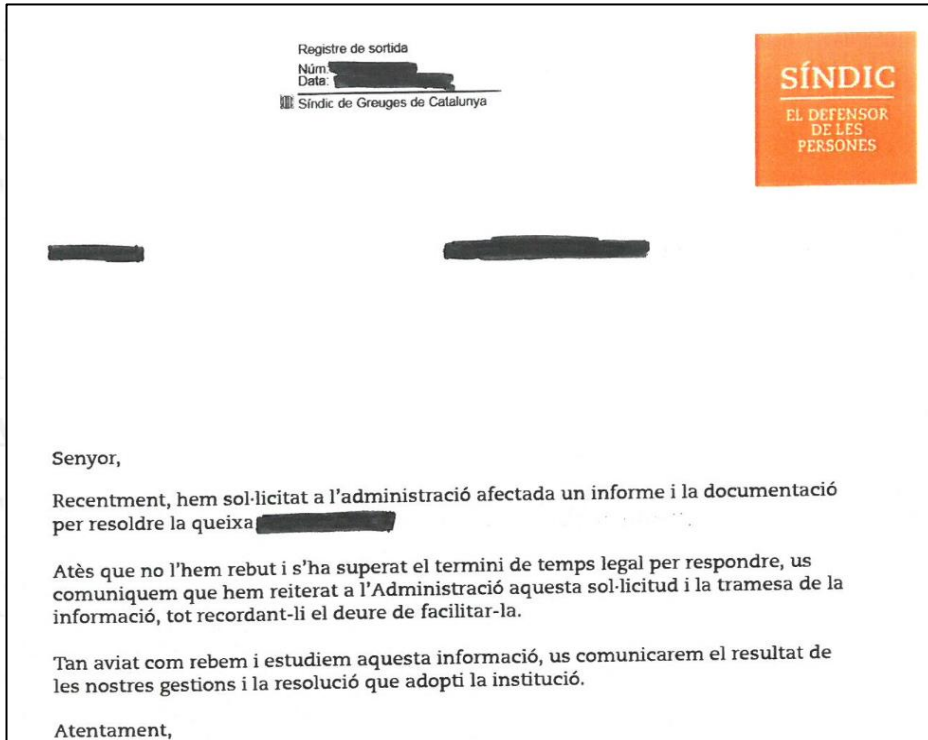 Registre de sortida
Núm:
Data:
Síndic de Greuges de Catalunya
SÍNDIC
EL DEFENSOR
DE LES
PERSONES
Senyor,
Recentment, hem sol·licitat a l'administració afectada un informe i la documentació
per resoldre la queixa
Atès que no l'hem rebut i s'ha superat el termini de temps legal per respondre, us
comuniquem que hem reiterat a l'Administració aquesta sol·licitud i la tramesa de la
informació, tot recordant-li el deure de facilitar-la.
Tan aviat com rebem i estudiem aquesta informació, us comunicarem el resultat de
les nostres gestions i la resolució que adopti la institució.
Atentament,